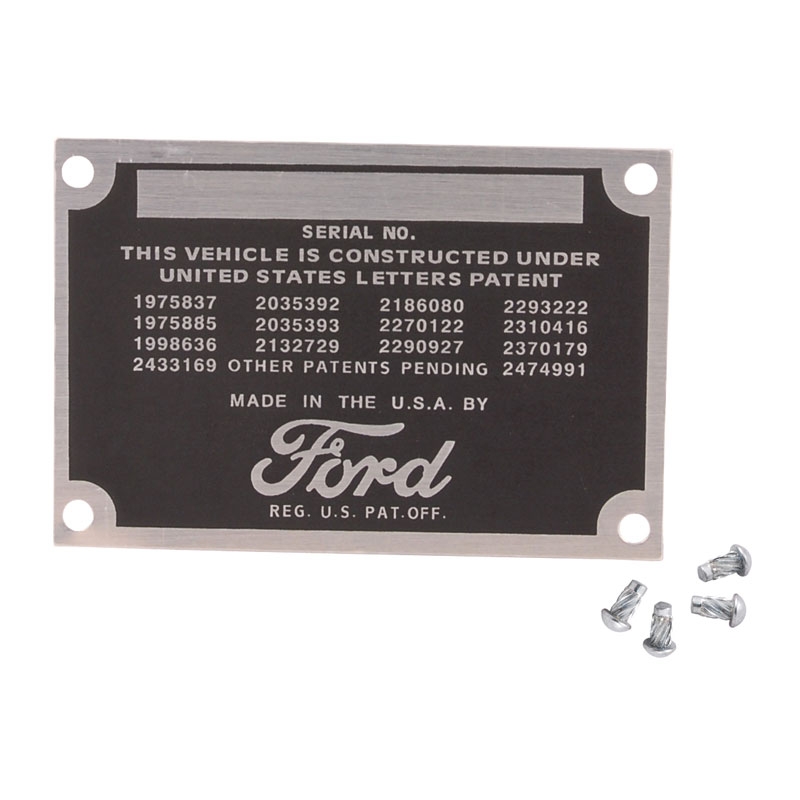 SERIAL NO.
THIS VEHICLE IS CONSTRUCTED UNDER
UNITED STATES LETTERS PATENT
1975837 2035392 2186080 2293222
1975885 2035393 2270122 2310416
1998636 2132729 2290927 2370179
2433169 OTHER PATENTS PENDING 2474991
MADE IN THE U.S.A. BY
Ford
REG. U.S. PAT.OFF.